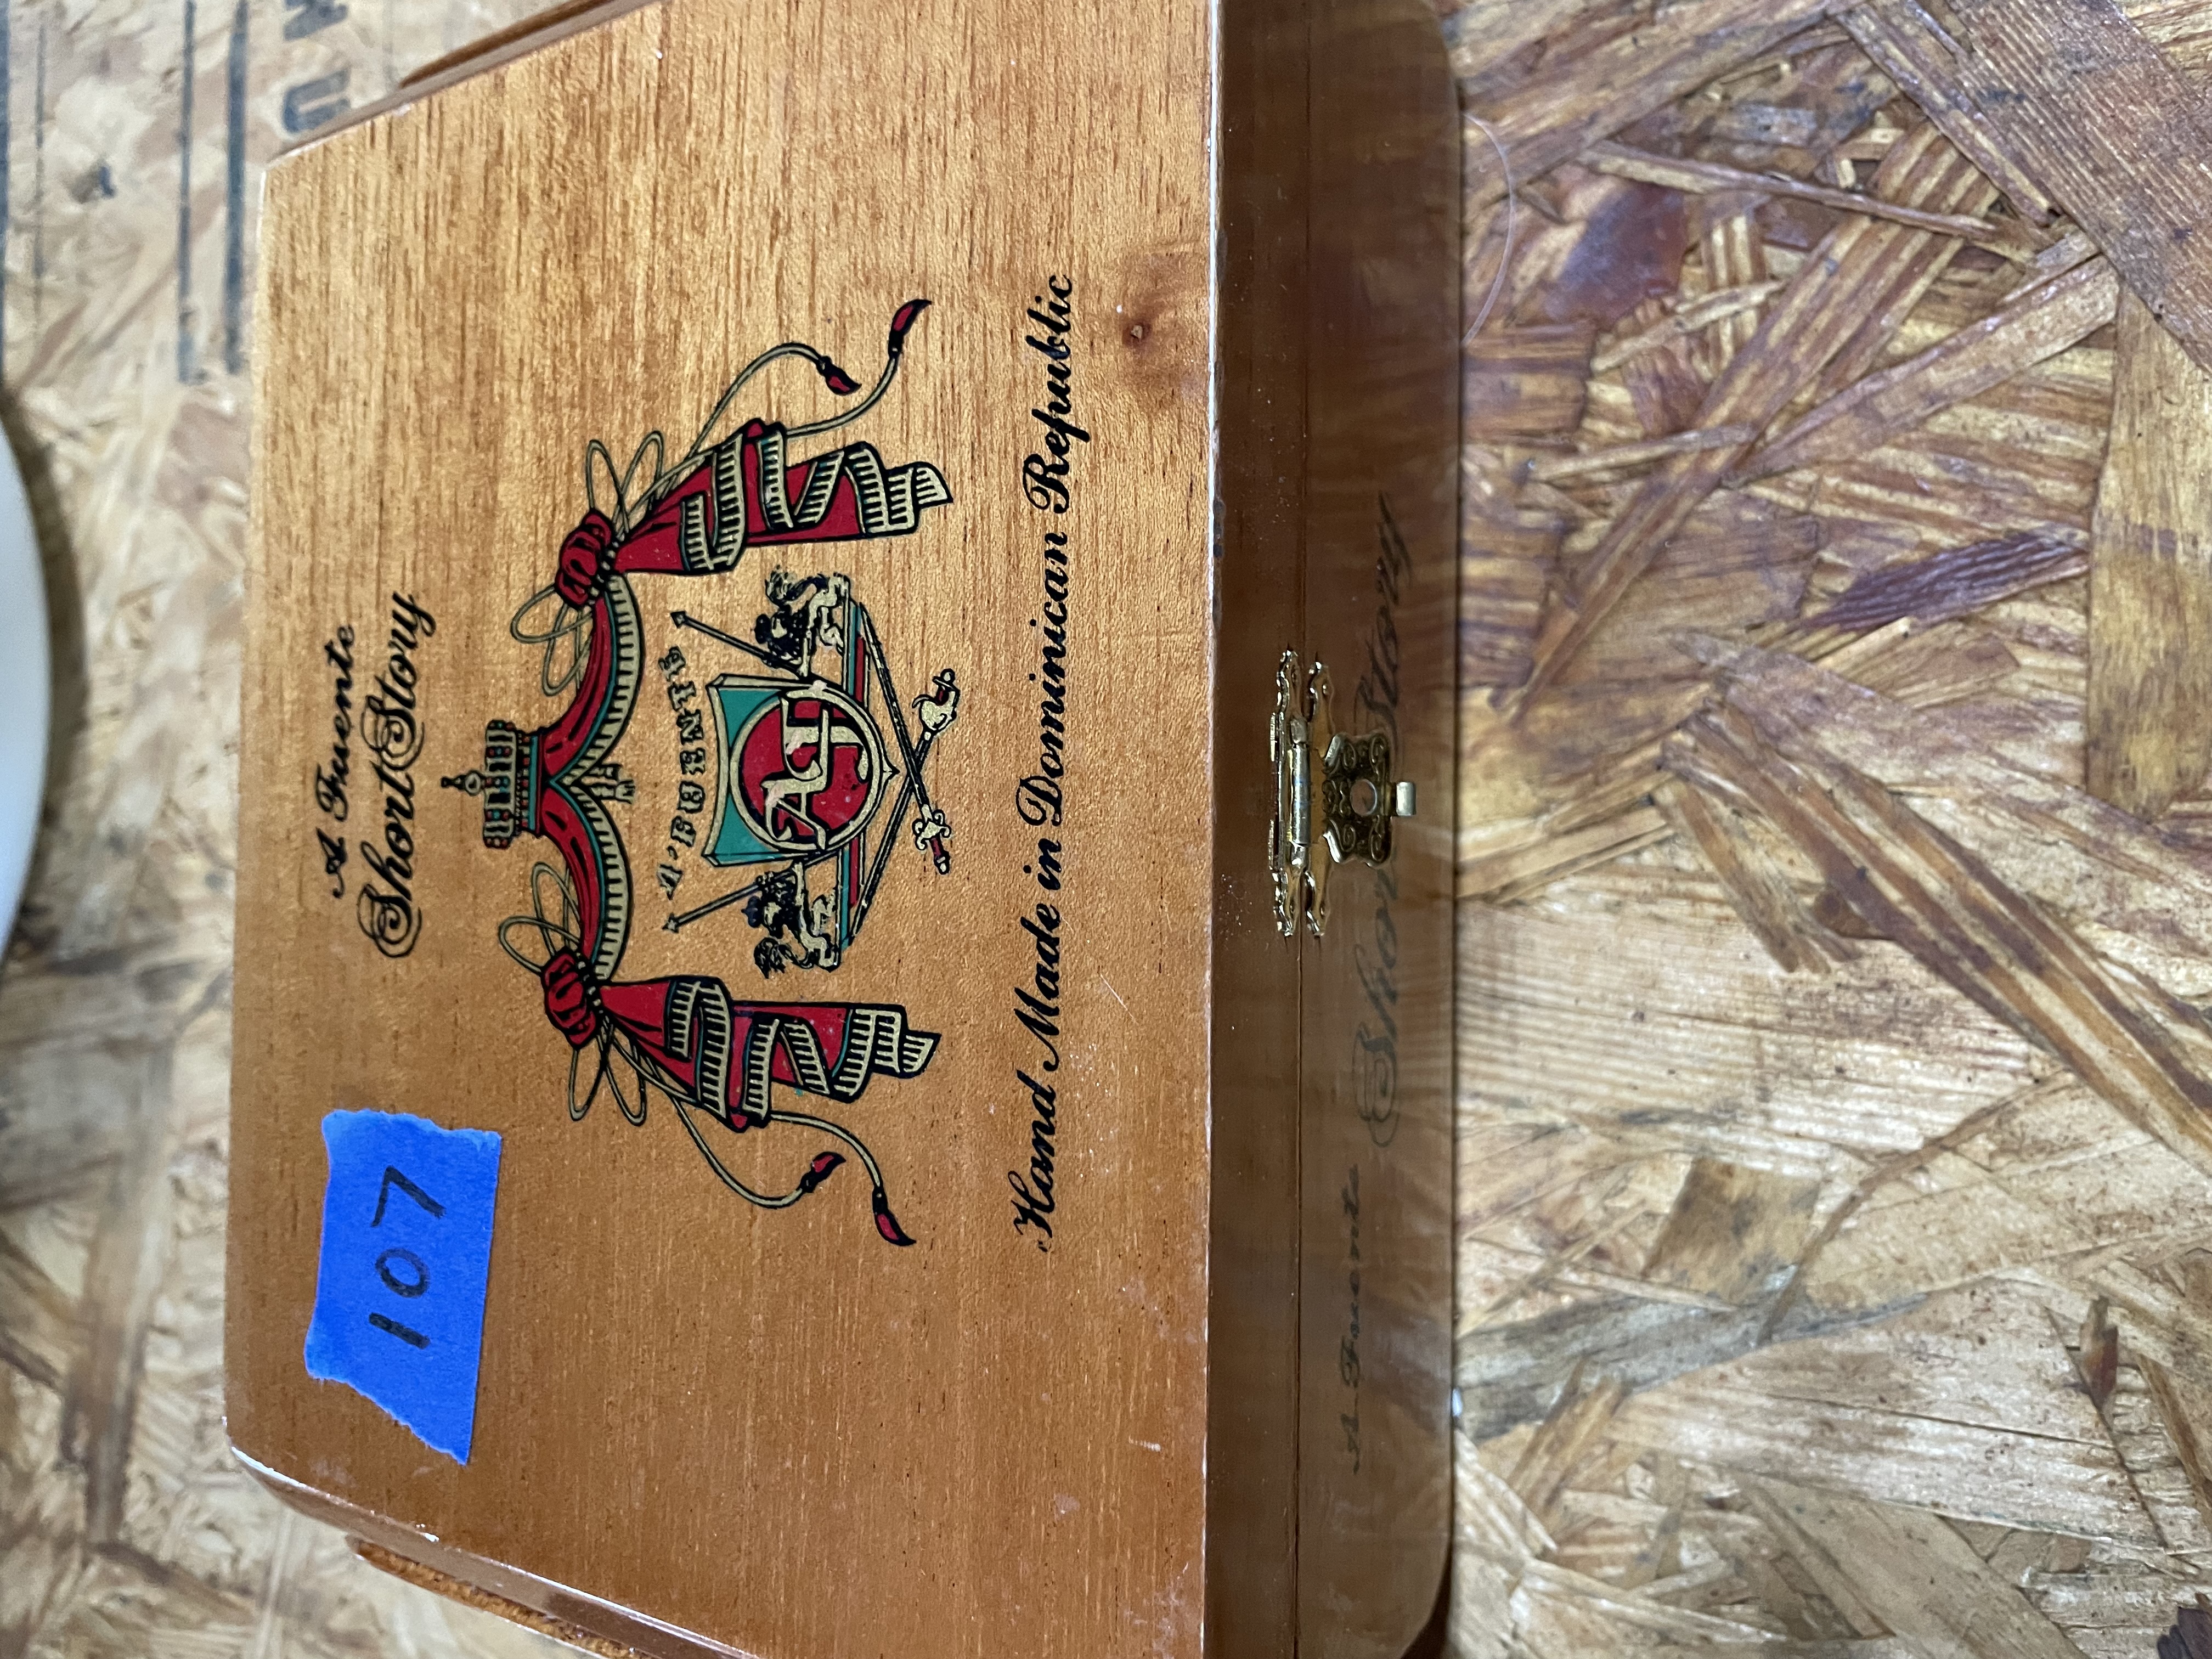 A Fuente
Short Story
A. FUENTE
AF
Hand Made in Dominican Republic
107
A Fuente Short Story